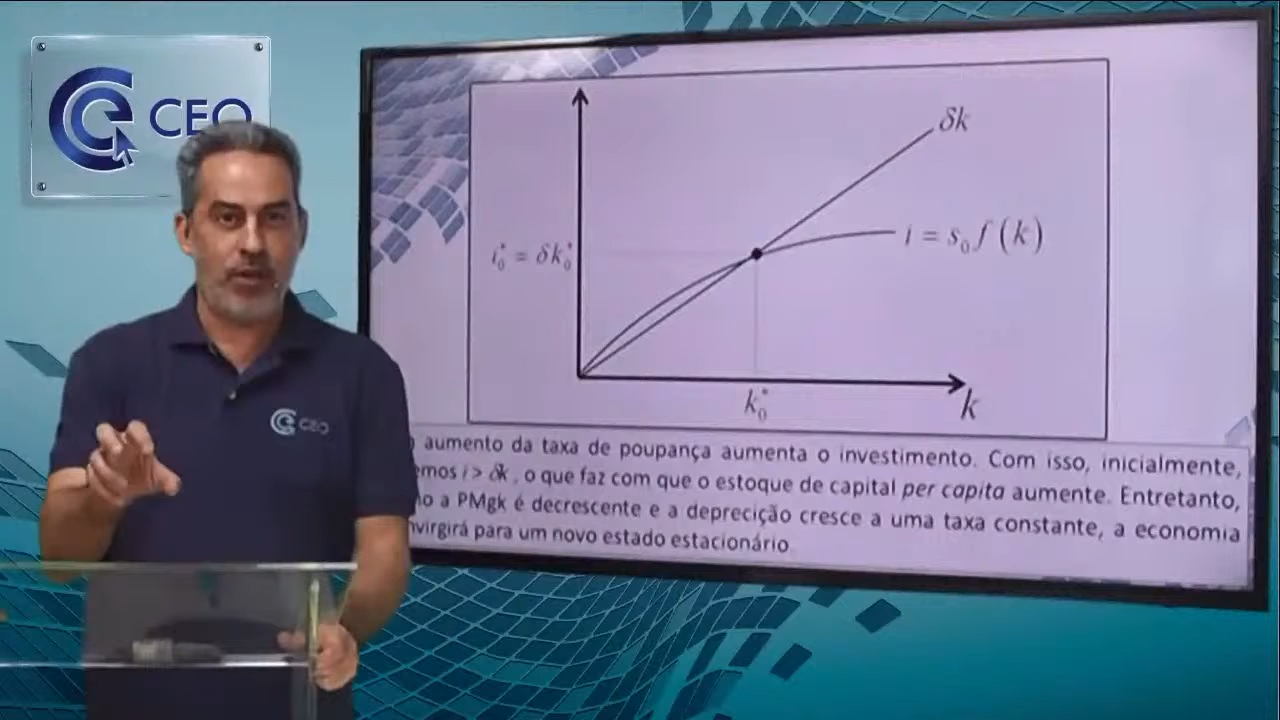 CEO
δk
i = s₀f(k)
i₀* = δk₀*
k₀*
k
aumento da taxa de poupança aumenta o investimento. Com isso, inicialmente,
emos i > δk , o que faz com que o estoque de capital per capita aumente. Entretanto,
a PMgk é decrescente e a deprecição cresce a uma taxa constante, a economia
nvirgirá para um novo estado estacionário
CEO